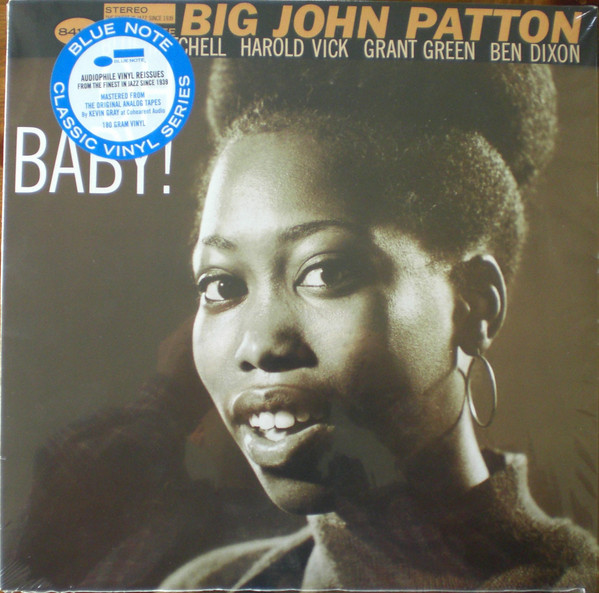 84
STEREO
BIG JOHN PATTON
CHELL HAROLD VICK GRANT GREEN BEN DIXON
BLUE NOTE
BLUE NOTE
AUDIOPHILE VINYL REISSUES
FROM THE FINEST IN JAZZ SINCE 1939
MASTERED FROM
THE ORIGINAL ANALOG TAPES
By KEVIN GRAY at Cohearent Audio
180 GRAM VINYL
CLASSIC VINYL SERIES
BABY!